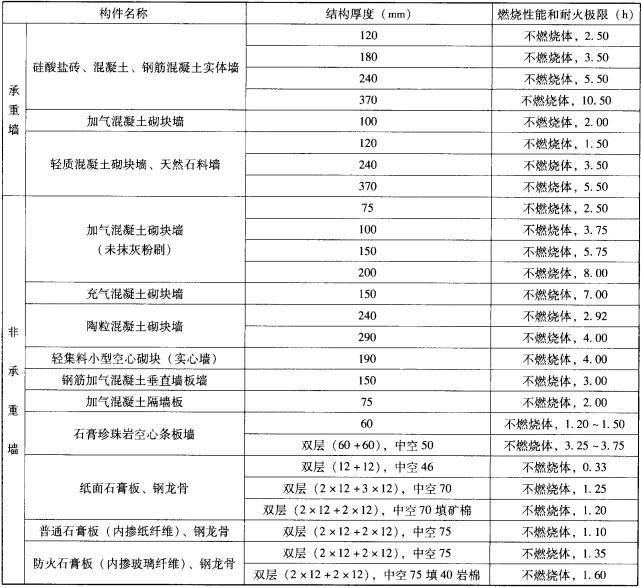 构件名称 结构厚度（mm） 燃烧性能和耐火极限（h）
承重墙
硅酸盐砖、混凝土、钢筋混凝土实体墙 120 不燃烧体，2.50
180 不燃烧体，3.50
240 不燃烧体，5.50
370 不燃烧体，10.50
加气混凝土砌块墙 100 不燃烧体，2.00
轻质混凝土砌块墙、天然石料墙 120 不燃烧体，1.50
240 不燃烧体，3.50
370 不燃烧体，5.50
非承重墙
加气混凝土砌块墙
（未抹灰粉刷）
75 不燃烧体，2.50
100 不燃烧体，3.75
150 不燃烧体，5.75
200 不燃烧体，8.00
充气混凝土砌块墙 150 不燃烧体，7.00
陶粒混凝土砌块墙 240 不燃烧体，2.92
290 不燃烧体，4.00
轻集料小型空心砌块（实心墙） 190 不燃烧体，4.00
钢筋加气混凝土垂直墙板墙 150 不燃烧体，3.00
加气混凝土隔墙板 75 不燃烧体，2.00
石膏珍珠岩空心条板墙 60 不燃烧体，1.20~1.50
双层（60+60），中空50 不燃烧体，3.25~3.75
纸面石膏板、钢龙骨 双层（12+12），中空46 不燃烧体，0.33
双层（2×12+3×12），中空70 不燃烧体，1.25
双层（2×12+2×12），中空70填矿棉 不燃烧体，1.20
普通石膏板（内掺纸纤维）、钢龙骨 双层（2×12+2×12），中空75 不燃烧体，1.10
防火石膏板（内掺玻璃纤维）、钢龙骨 双层（2×12+2×12），中空75 不燃烧体，1.35
双层（2×12+2×12），中空75填40岩棉 不燃烧体，1.60